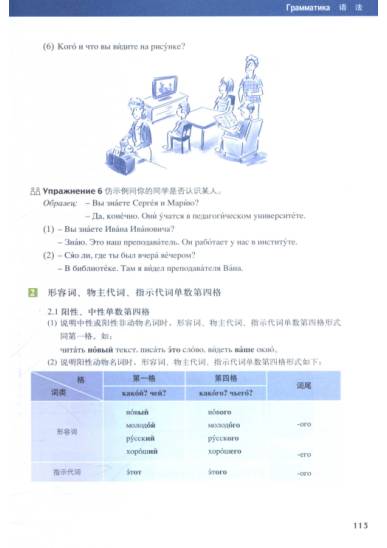 Грамматика 语 法
(6) Кого́ и что вы ви́дите на рису́нке?
Упражнение 6 仿示例问你的同学是否认识某人。
Образец: – Вы зна́ете Серге́я и Мари́ю?
– Да, коне́чно. Они́ у́чатся в педагоги́ческом университе́те.
(1) – Вы зна́ете Ива́на Ива́новича?
– Зна́ю. Э́то наш преподава́тель. Он рабо́тает у нас в институ́те.
(2) – Ся́о ли, где ты был вчера́ ве́чером?
– В библиоте́ке. Там я ви́дел преподава́теля Ва́на.
2 形容词、物主代词、指示代词单数第四格
2.1 阳性、中性单数第四格
(1) 说明中性或阳性非动物名词时，形容词、物主代词、指示代词单数第四格形式
同第一格。如：
чита́ть но́вый текст, писа́ть э́то сло́во, ви́деть ва́ше окно́。
(2) 说明阳性动物名词时，形容词、物主代词、指示代词单数第四格形式如下：
格 第一格 第四格 词尾
词类 како́й? чей? како́го? чьего́?
形容词
но́вый но́вого -ого
молодо́й молодо́го
ру́сский ру́сского
хоро́ший хоро́шего -его
指示代词 э́тот э́того -ого
115